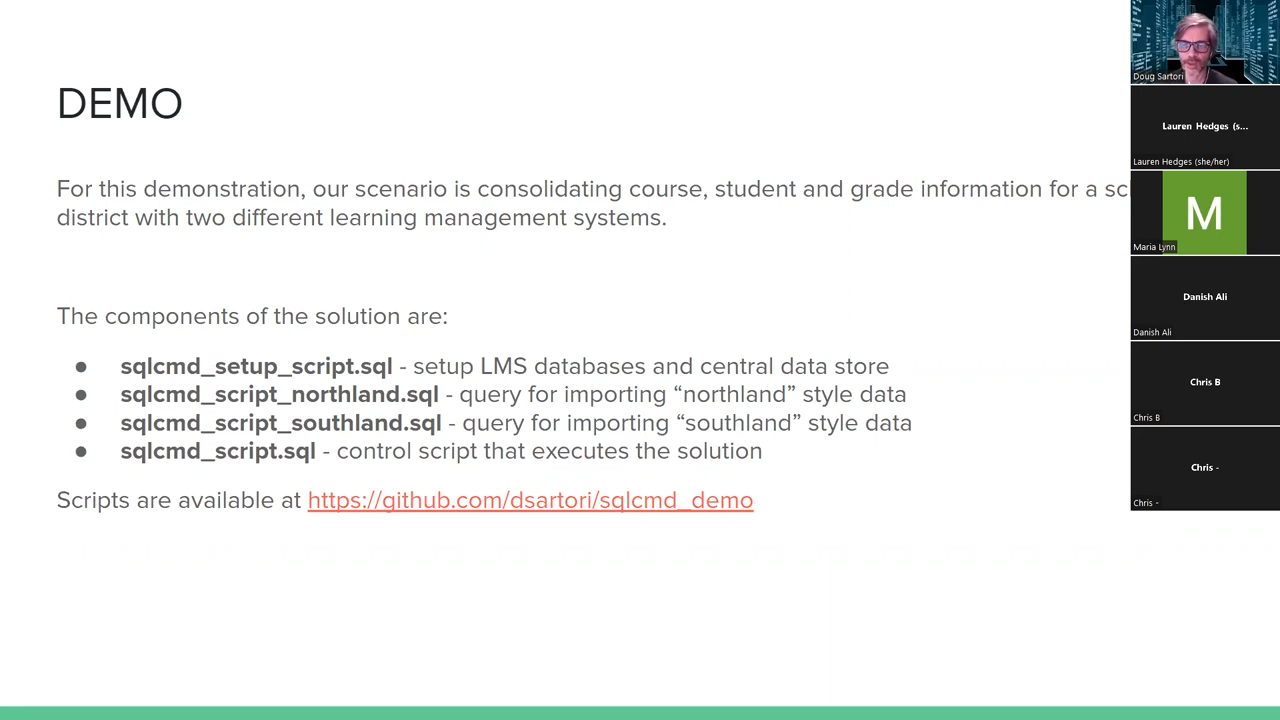 DEMO
For this demonstration, our scenario is consolidating course, student and grade information for a sc
district with two different learning management systems.
The components of the solution are:
● sqlcmd_setup_script.sql - setup LMS databases and central data store
● sqlcmd_script_northland.sql - query for importing “northland” style data
● sqlcmd_script_southland.sql - query for importing “southland” style data
● sqlcmd_script.sql - control script that executes the solution
Scripts are available at https://github.com/dsartori/sqlcmd_demo
Doug Sartori
Lauren Hedges (s...
Lauren Hedges (she/her)
M
Maria Lynn
Danish Ali
Danish Ali
Chris B
Chris B
Chris -
Chris -